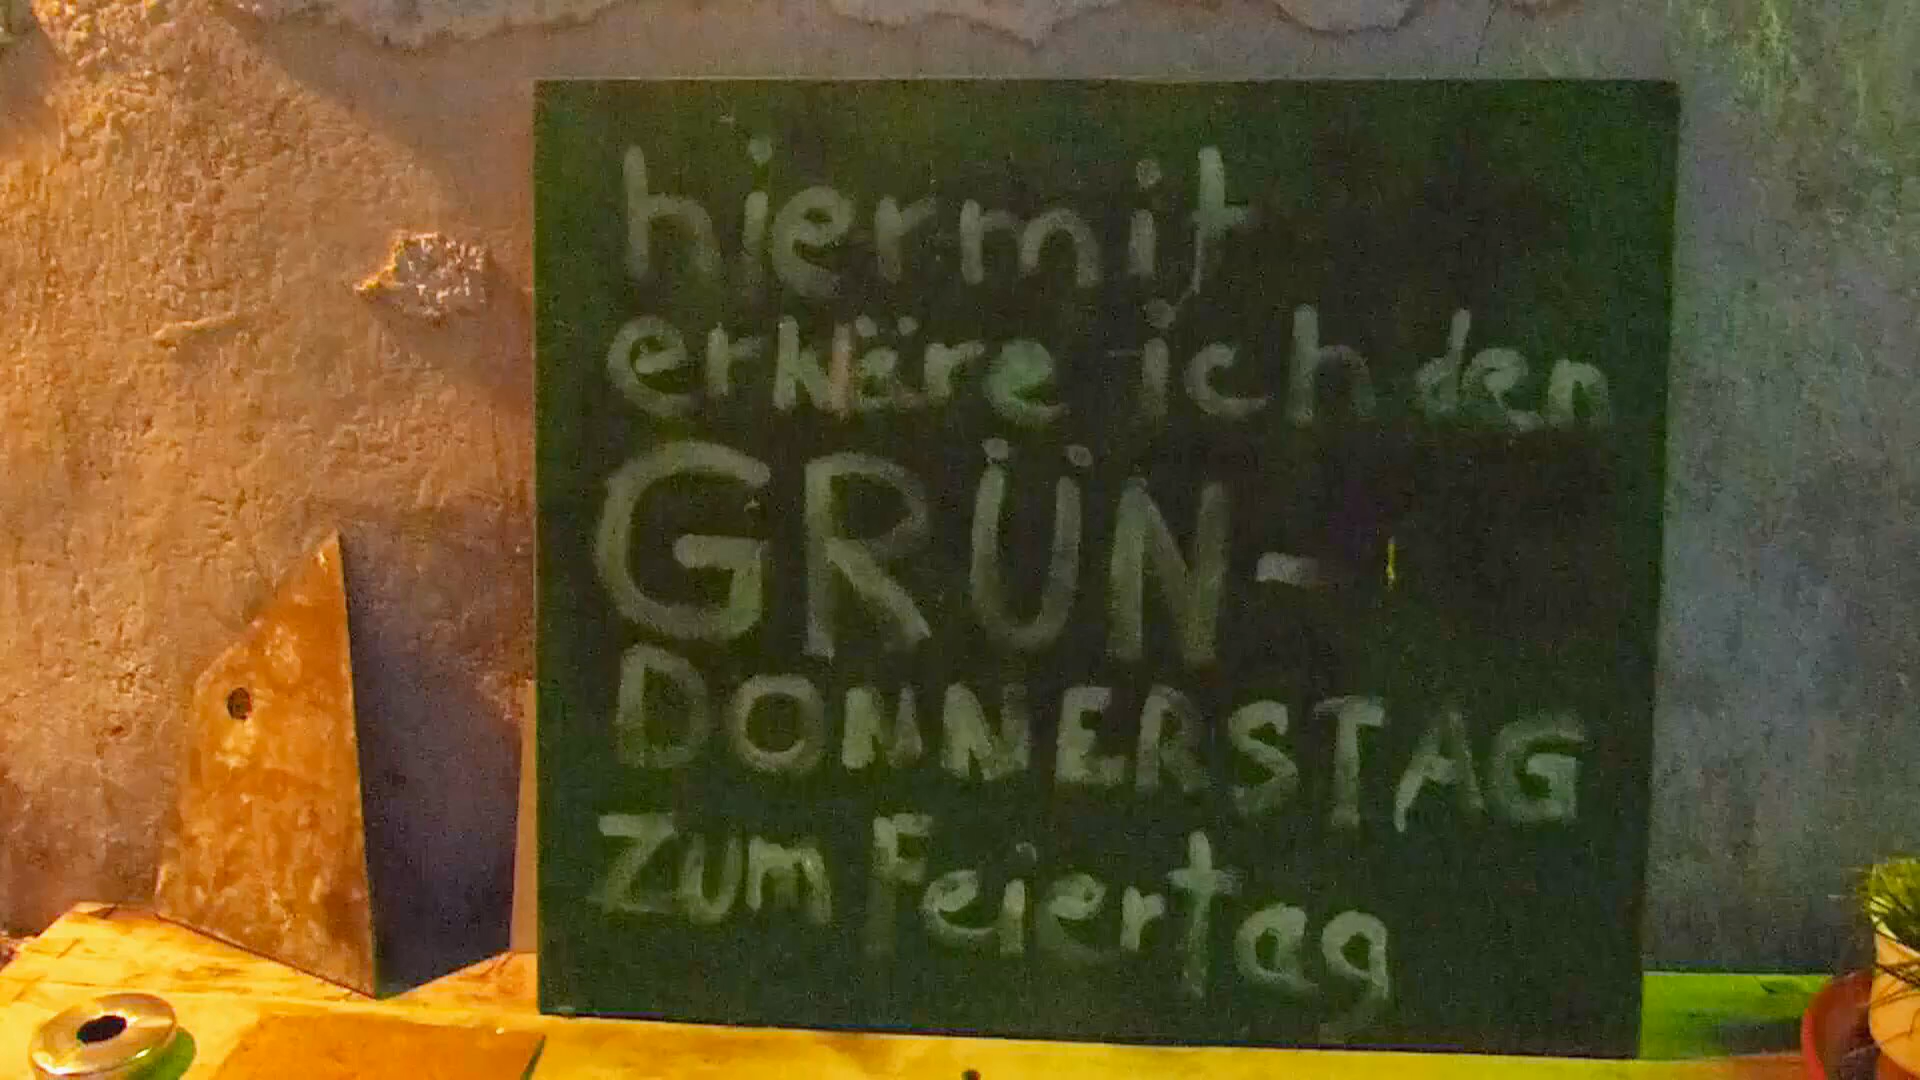 hiermit
erkläre ich den
GRÜN-
DONNERSTAG
Zum Feiertag